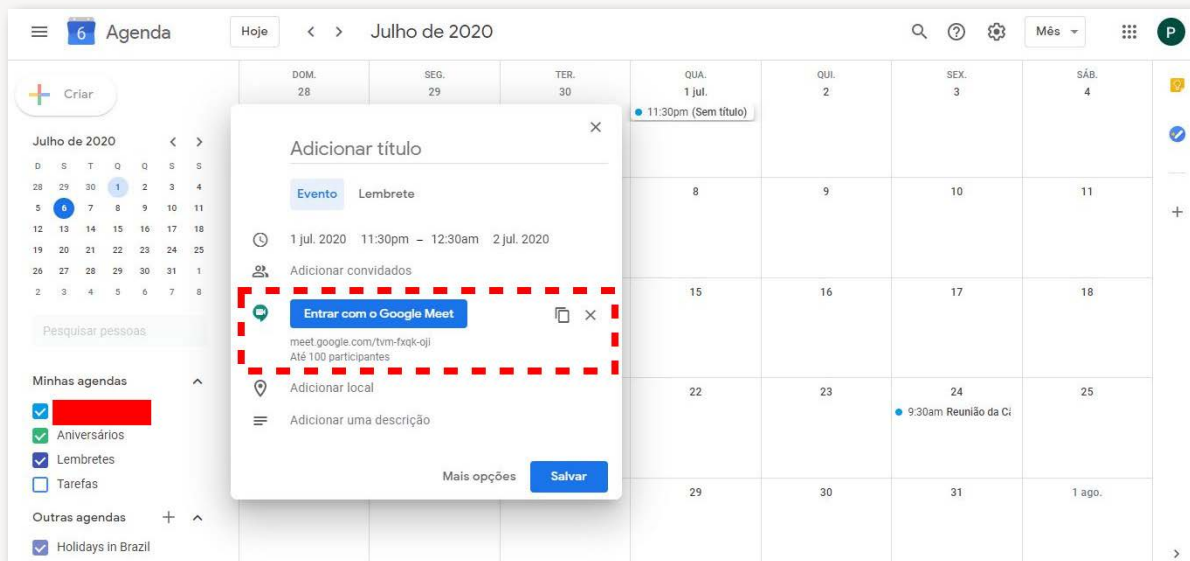 6 Agenda Hoje < > Julho de 2020 Mês P
Criar
Julho de 2020 < >
D S T Q Q S S
28 29 30 1 2 3 4
5 6 7 8 9 10 11
12 13 14 15 16 17 18
19 20 21 22 23 24 25
26 27 28 29 30 31 1
2 3 4 5 6 7 8
Pesquisar pessoas
Minhas agendas
Aniversários
Lembretes
Tarefas
Outras agendas
Holidays in Brazil
DOM. SEG. TER. QUA. QUI. SEX. SÁB.
28 29 30 1 jul. 2 3 4
11:30pm (Sem título)
Adicionar título
Evento Lembrete
1 jul. 2020 11:30pm – 12:30am 2 jul. 2020
Adicionar convidados
Entrar com o Google Meet
meet.google.com/tvm-fxqk-oji
Até 100 participantes
Adicionar local
Adicionar uma descrição
Mais opções Salvar
8 9 10 11
15 16 17 18
22 23 24 25
9:30am Reunião da Câ
29 30 31 1 ago.